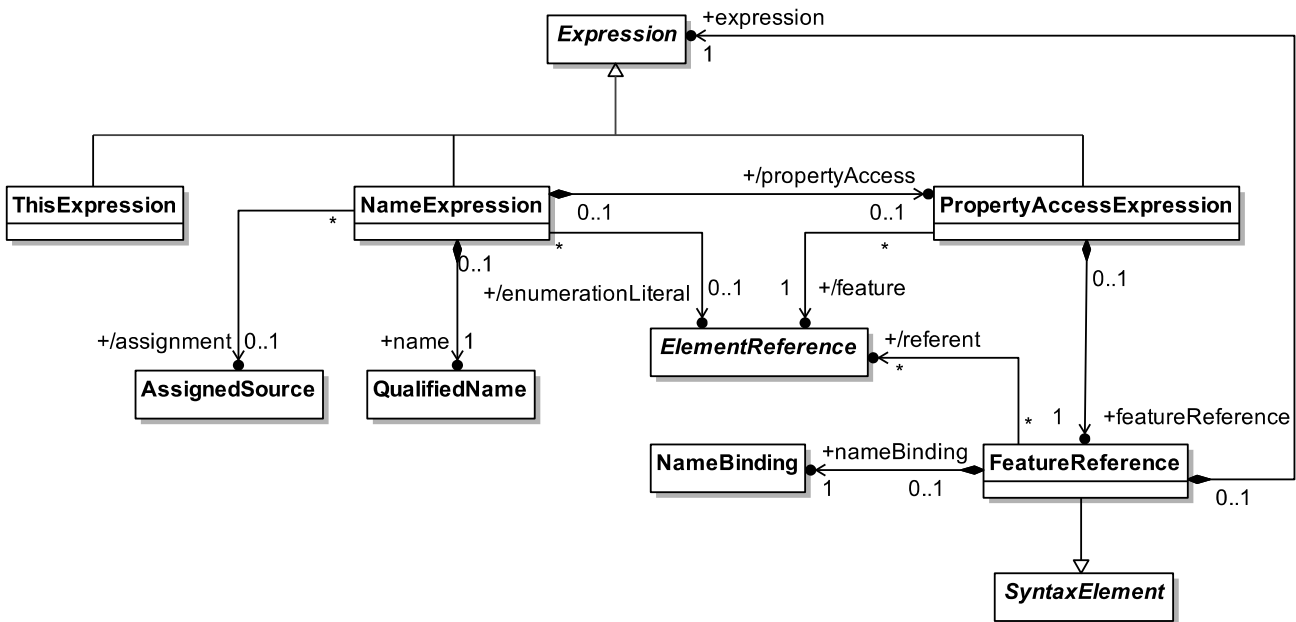 +expression
Expression
1
+/propertyAccess
ThisExpression
NameExpression
PropertyAccessExpression
0..1
0..1
*
*
*
0..1
0..1
+/enumerationLiteral
0..1
1
+/feature
+/assignment
0..1
+name
1
ElementReference
+/referent
*
AssignedSource
QualifiedName
*
1
+featureReference
NameBinding
+nameBinding
FeatureReference
1
0..1
0..1
SyntaxElement